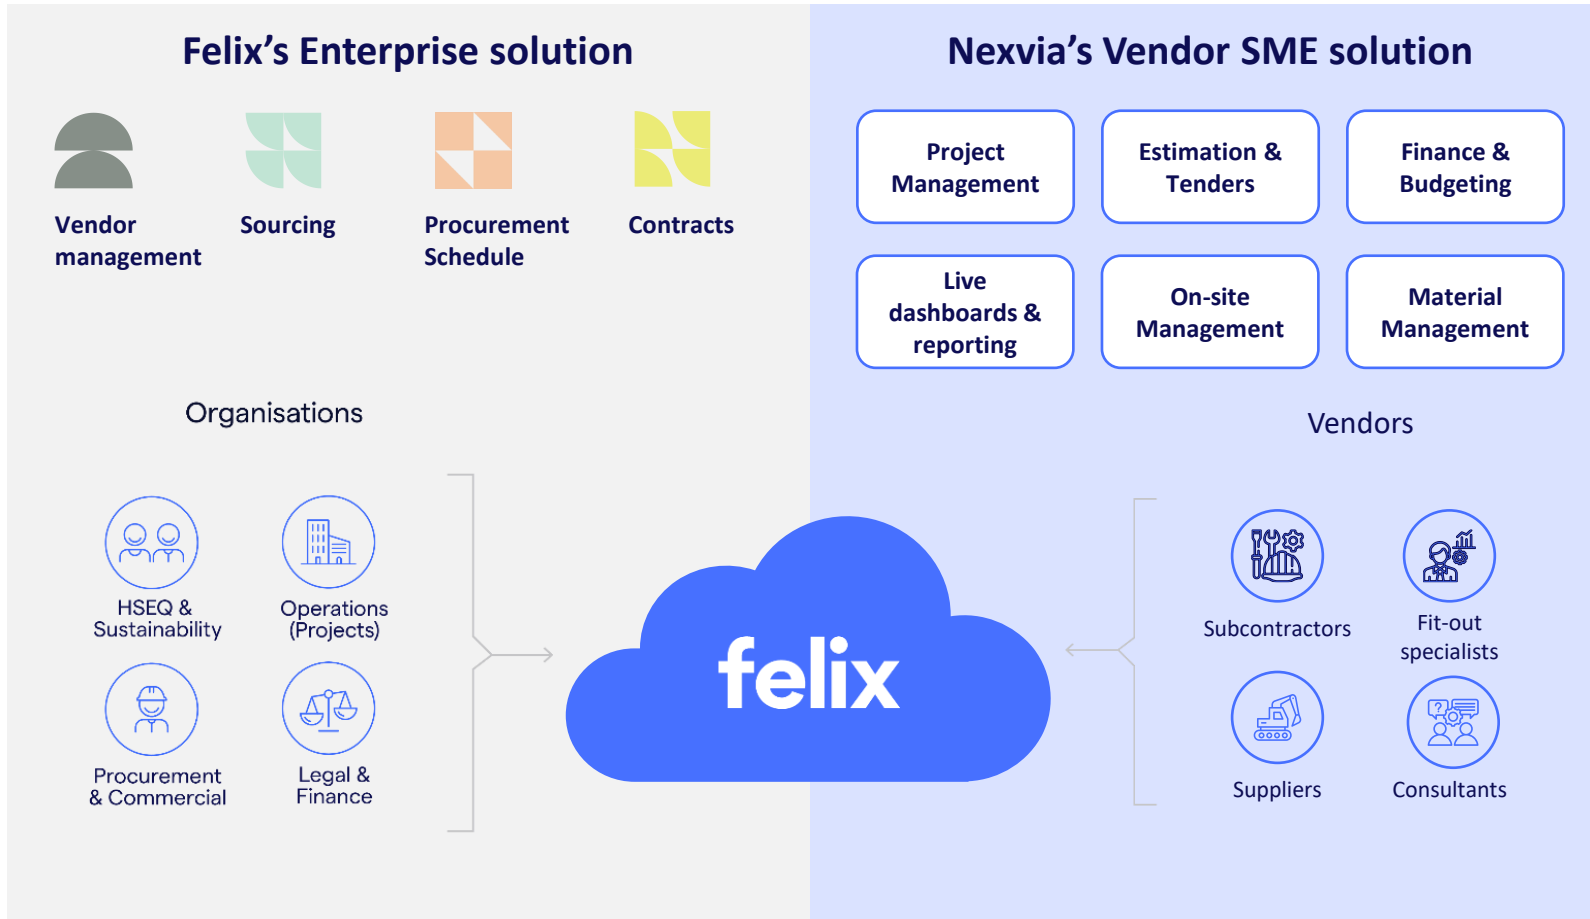 Felix's Enterprise solution
Vendor
management
Sourcing
Procurement
Schedule
Contracts
Organisations
HSEQ &
Sustainability
Operations
(Projects)
Procurement
& Commercial
Legal &
Finance
felix
Nexvia's Vendor SME solution
Project
Management
Estimation &
Tenders
Finance &
Budgeting
Live
dashboards &
reporting
On-site
Management
Material
Management
Vendors
Subcontractors
Fit-out
specialists
Suppliers
?
Consultants